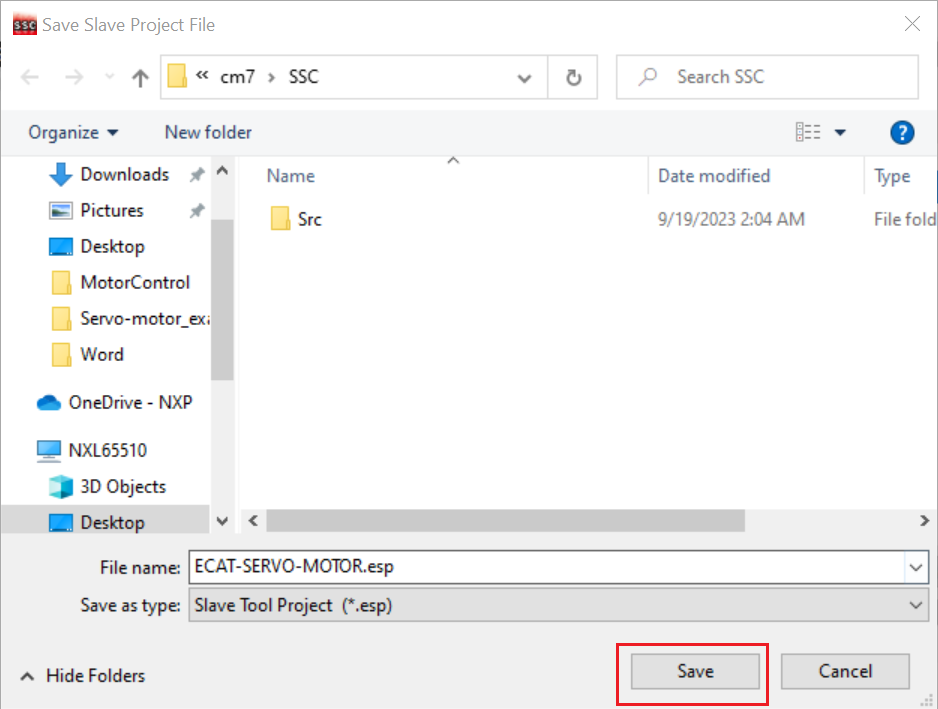 SSC Save Slave Project File
« cm7 › SSC
Search SSC
Organize
New folder
?
Downloads
Pictures
Desktop
MotorControl
Servo-motor_exa
Word
OneDrive - NXP
NXL65510
3D Objects
Desktop
Name Date modified Type
Src 9/19/2023 2:04 AM File fold
File name: ECAT-SERVO-MOTOR.esp
Save as type: Slave Tool Project (*.esp)
Hide Folders
Save
Cancel